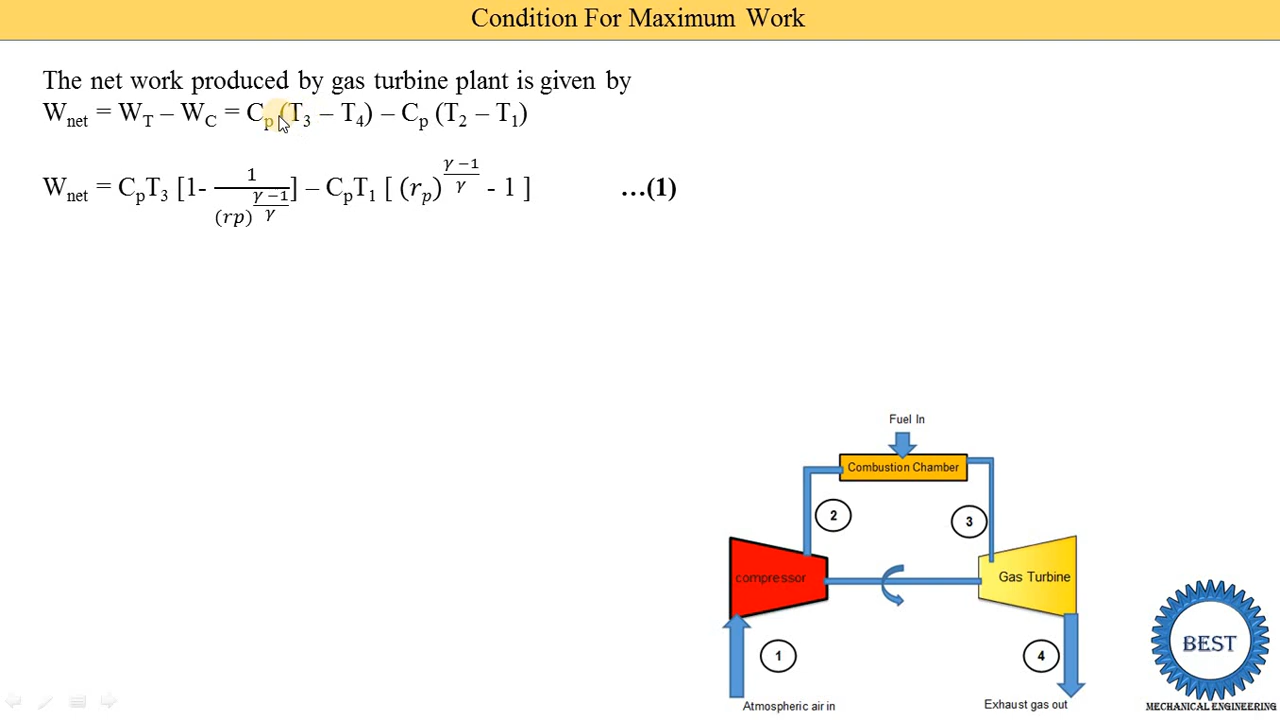 Condition For Maximum Work
The net work produced by gas turbine plant is given by
Wnet = WT – WC = Cp (T3 – T4) – Cp (T2 – T1)
Wnet = CpT3 [1- 1/(rp)^((γ −1)/γ)] – CpT1 [ (rp)^((γ −1)/γ) - 1 ] …(1)
Fuel In
Combustion Chamber
2
3
compressor
Gas Turbine
1
4
Atmospheric air in
Exhaust gas out
BEST
MECHANICAL ENGINEERING